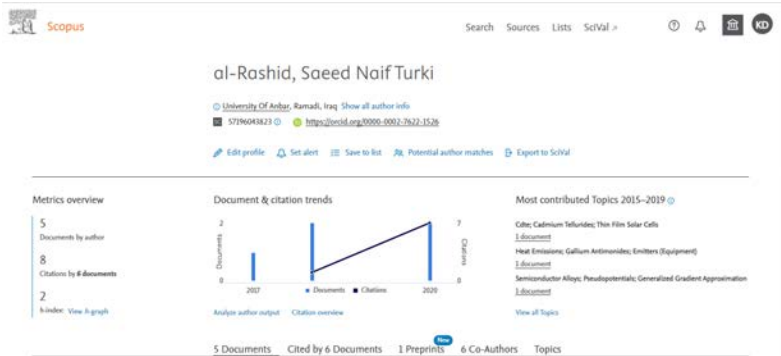 Scopus
Search Sources Lists SciVal ↗
KD
al-Rashid, Saeed Naif Turki
University Of Anbar, Ramadi, Iraq Show all author info
57196043823
https://orcid.org/0000-0002-7622-1526
Edit profile Set alert Save to list Potential author matches Export to SciVal
Metrics overview
5
Documents by author
8
Citations by 6 documents
2
h-index: View h-graph
Document & citation trends
2
0
Documents
7
0
Citations
2017
2020
Documents Citations
Analyze author output Citation overview
Most contributed Topics 2015–2019
Cdte; Cadmium Tellurides; Thin Film Solar Cells
1 document
Heat Emissions; Gallium Antimonides; Emitters (Equipment)
1 document
Semiconductor Alloys; Pseudopotentials; Generalized Gradient Approximation
1 document
View all Topics
New
5 Documents Cited by 6 Documents 1 Preprints 6 Co-Authors Topics